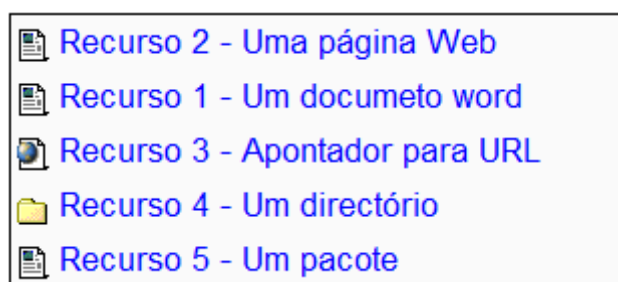 Recurso 2 - Uma página Web
Recurso 1 - Um documeto word
Recurso 3 - Apontador para URL
Recurso 4 - Um directório
Recurso 5 - Um pacote